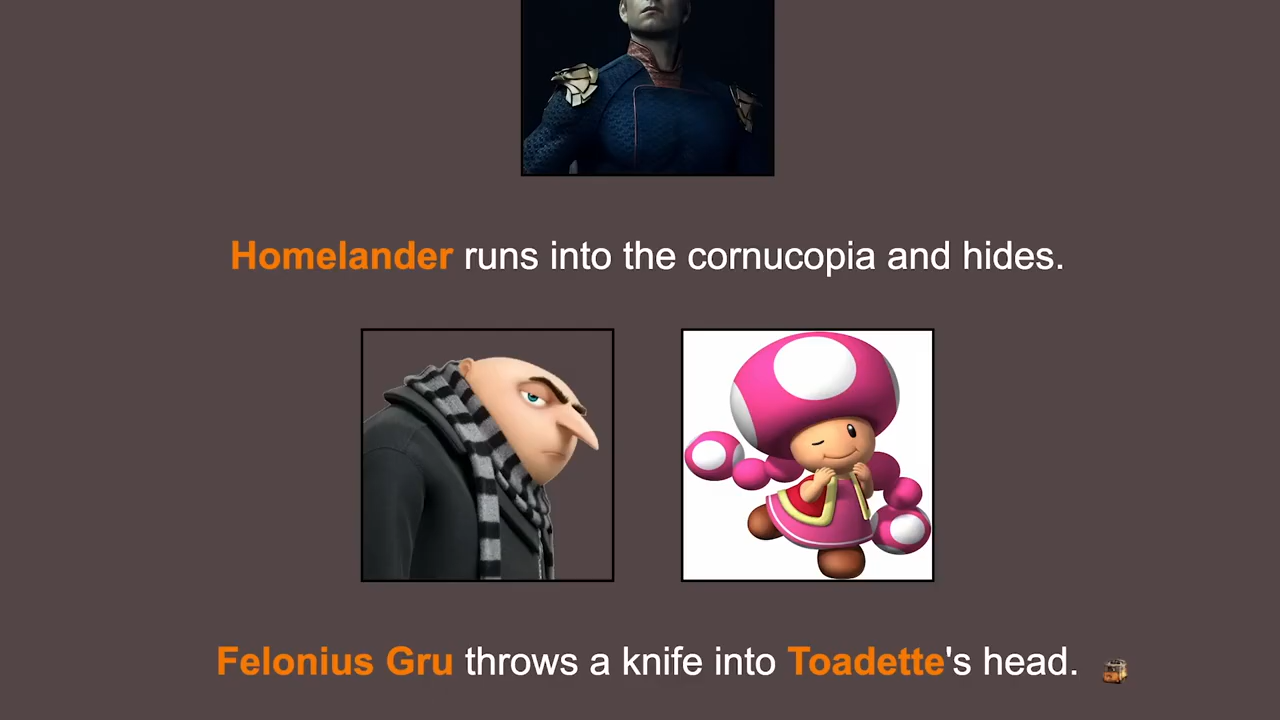 Homelander runs into the cornucopia and hides.
Felonius Gru throws a knife into Toadette's head.